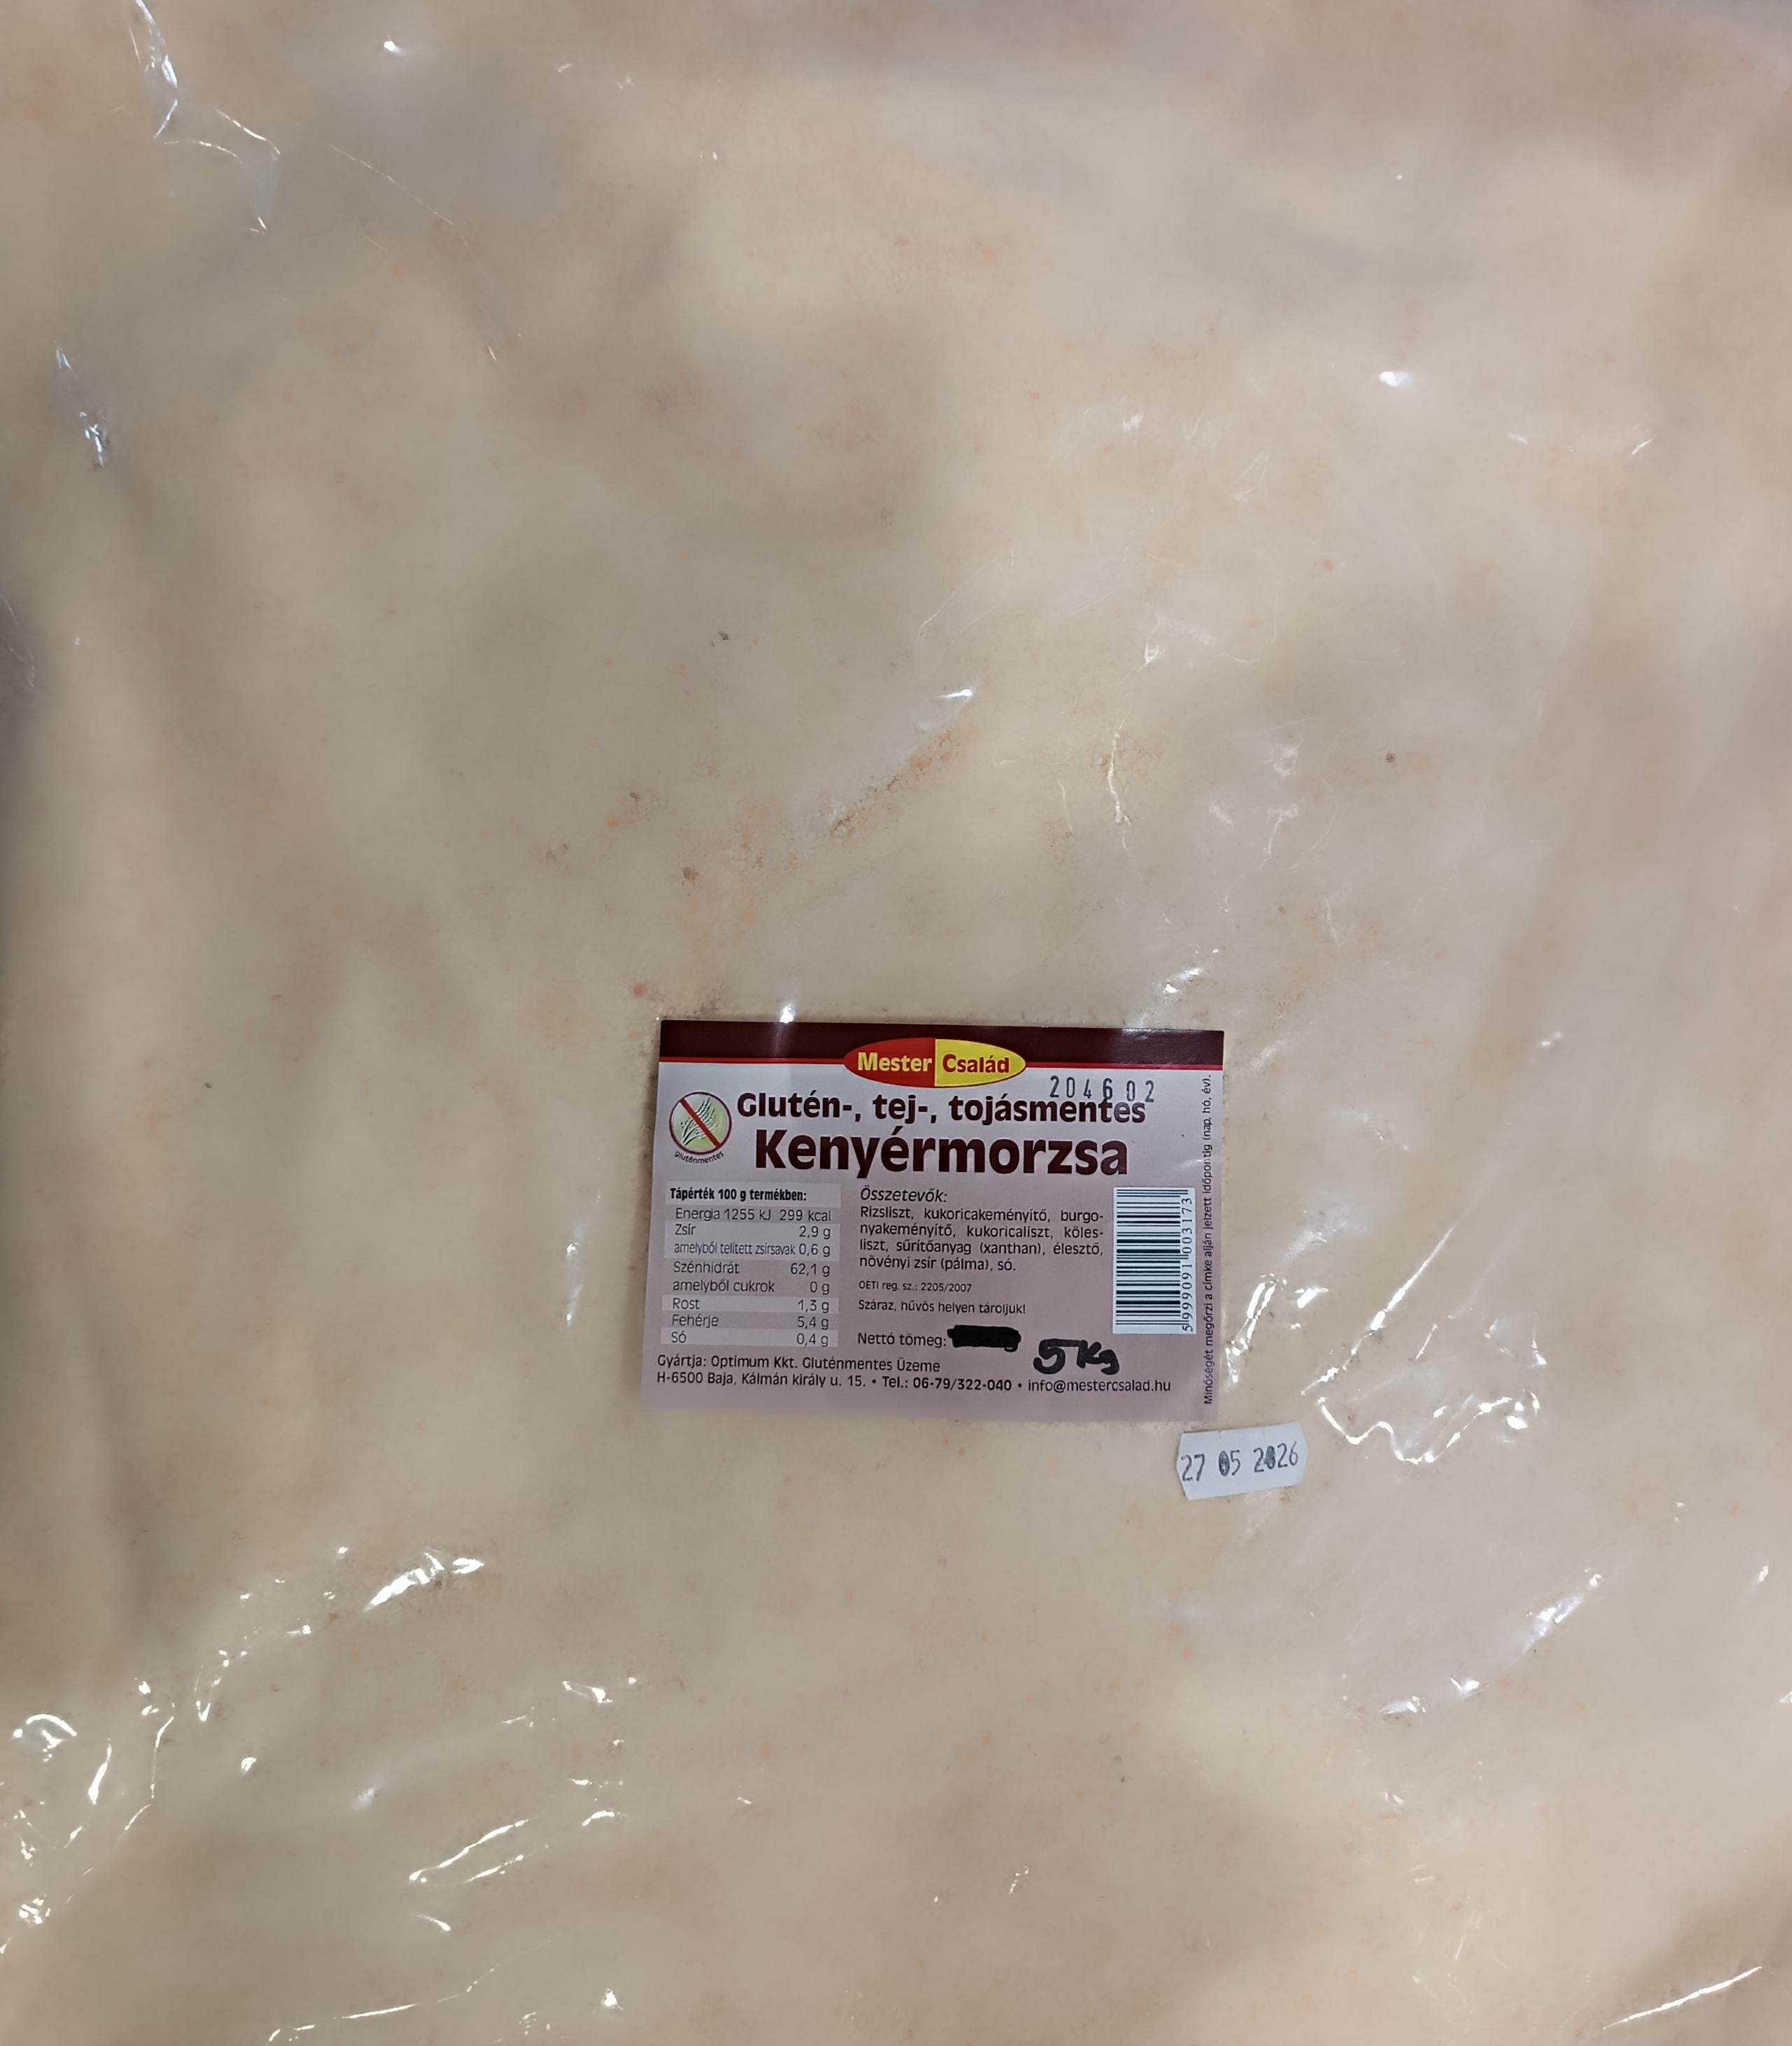 Mester Család
204602
Glutén-, tej-, tojásmentes
Kenyérmorzsa
gluténmentes
Tápérték 100 g termékben:
Energia 1255 kJ 299 kcal
Zsír 2,9 g
amelyből telített zsírsavak 0,6 g
Szénhidrát 62,1 g
amelyből cukrok 0 g
Rost 1,3 g
Fehérje 5,4 g
Só 0,4 g
Összetevők:
Rizsliszt, kukoricakeményítő, burgo-
nyakeményítő, kukoricaliszt, köles-
liszt, sűrítőanyag (xanthan), élesztő,
növényi zsír (pálma), só.
OÉTI reg. sz.: 2205/2007
Száraz, hűvös helyen tároljuk!
Nettó tömeg: 5 Kg
Gyártja: Optimum Kkt. Gluténmentes Üzeme
H-6500 Baja, Kálmán király u. 15. • Tel.: 06-79/322-040 • info@mestercsalad.hu
5 999091 003173
Minőségét megőrzi a címke alján jelzett időpontig (nap, hó, év).
27 05 2026